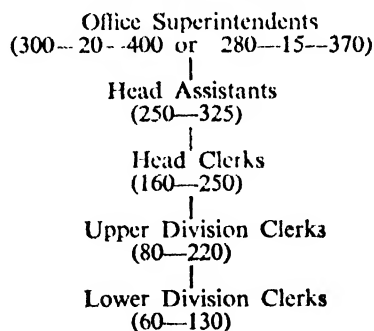 Office Superintendents
(300—20—400 or 280—15—370)
Head Assistants
(250—325)
Head Clerks
(160—250)
Upper Division Clerks
(80—220)
Lower Division Clerks
(60—130)